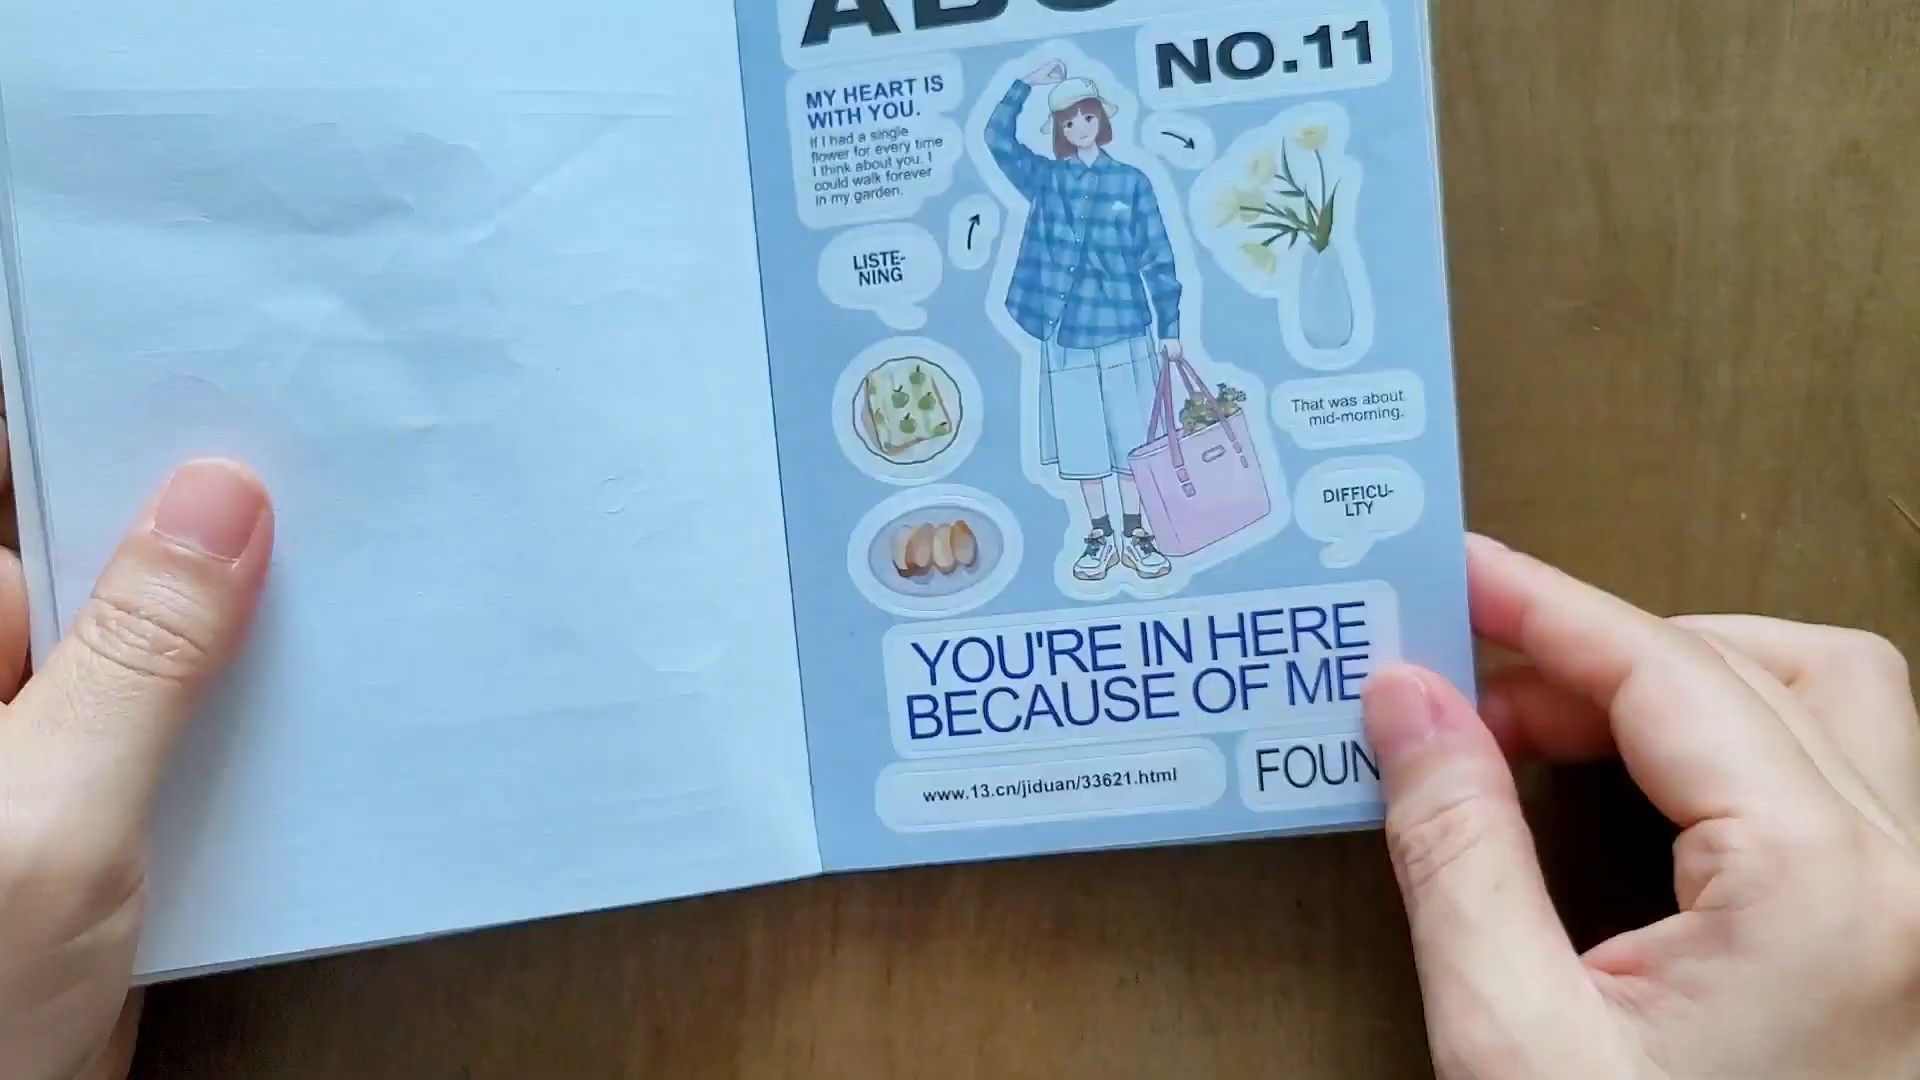 NO.11
MY HEART IS
WITH YOU.
If I had a single
flower for every time
I think about you, I
could walk forever
in my garden.
LISTE-
NING
That was about
mid-morning.
DIFFICU-
LTY
YOU'RE IN HERE
BECAUSE OF ME
www.13.cn/jiduan/33621.html